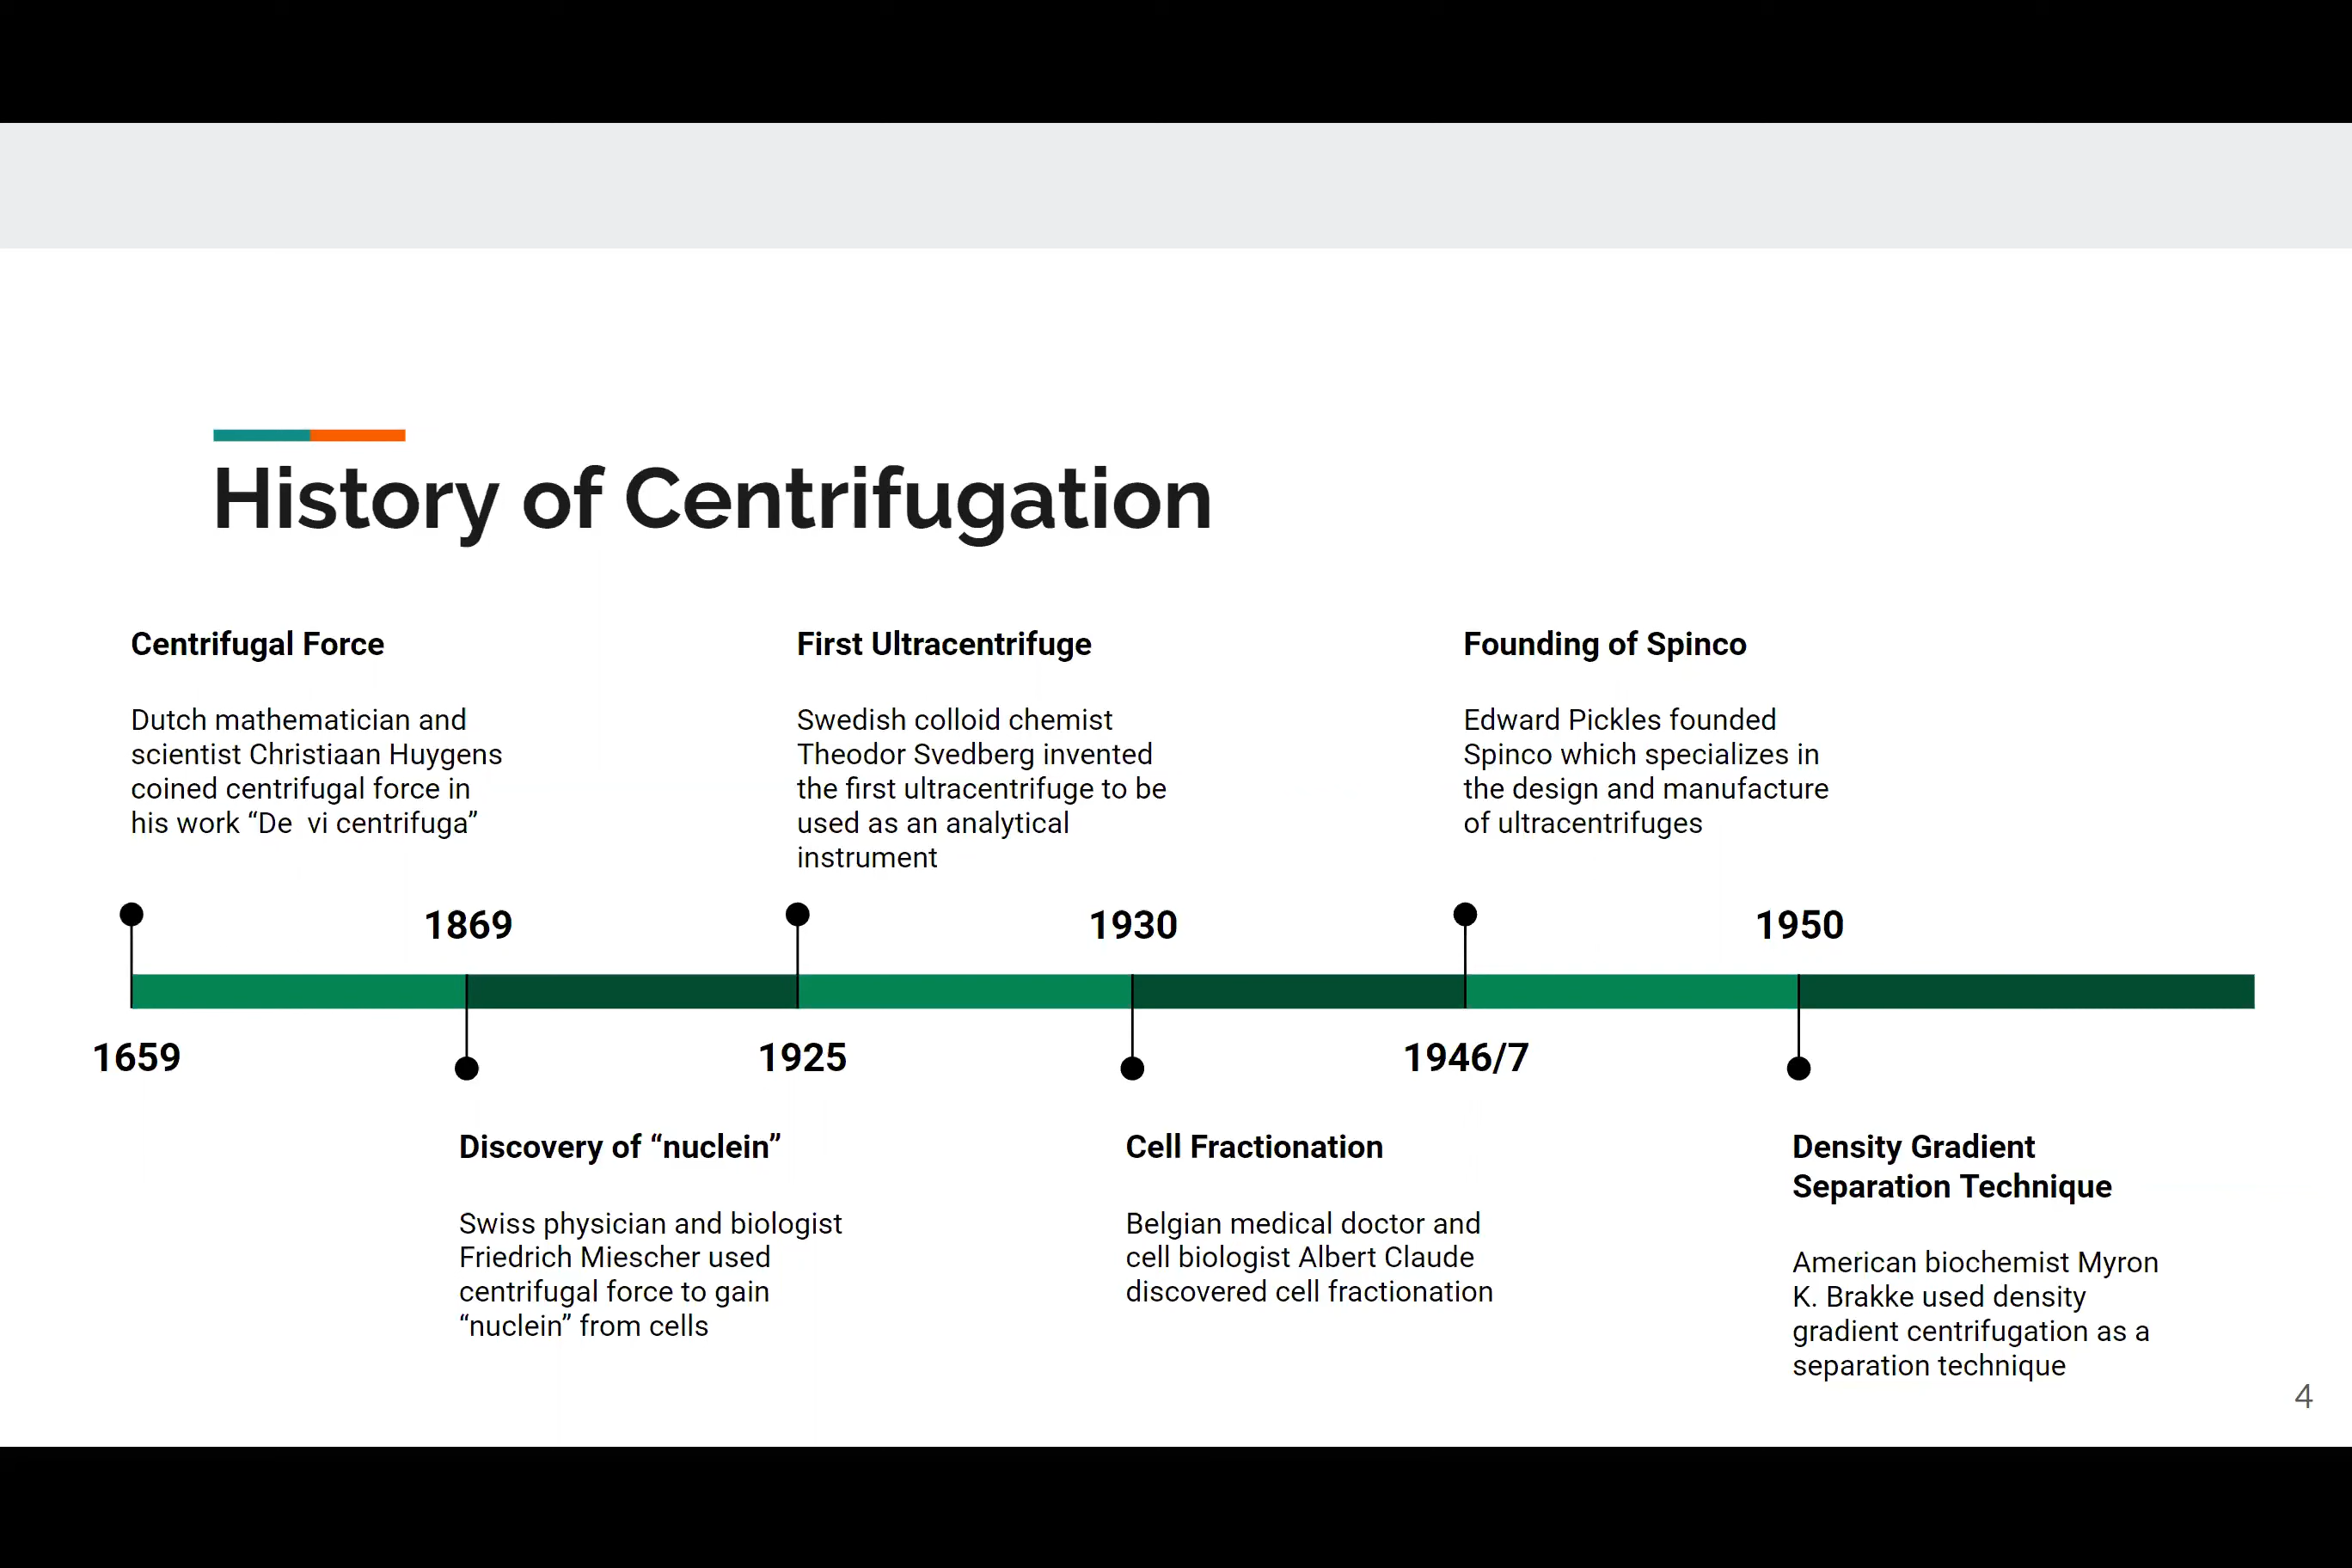 History of Centrifugation
Centrifugal Force
Dutch mathematician and
scientist Christiaan Huygens
coined centrifugal force in
his work “De  vi centrifuga”
1659
1869
Discovery of “nuclein”
Swiss physician and biologist
Friedrich Miescher used
centrifugal force to gain
“nuclein” from cells
First Ultracentrifuge
Swedish colloid chemist
Theodor Svedberg invented
the first ultracentrifuge to be
used as an analytical
instrument
1925
1930
Cell Fractionation
Belgian medical doctor and
cell biologist Albert Claude
discovered cell fractionation
Founding of Spinco
Edward Pickles founded
Spinco which specializes in
the design and manufacture
of ultracentrifuges
1946/7
1950
Density Gradient
Separation Technique
American biochemist Myron
K. Brakke used density
gradient centrifugation as a
separation technique
4